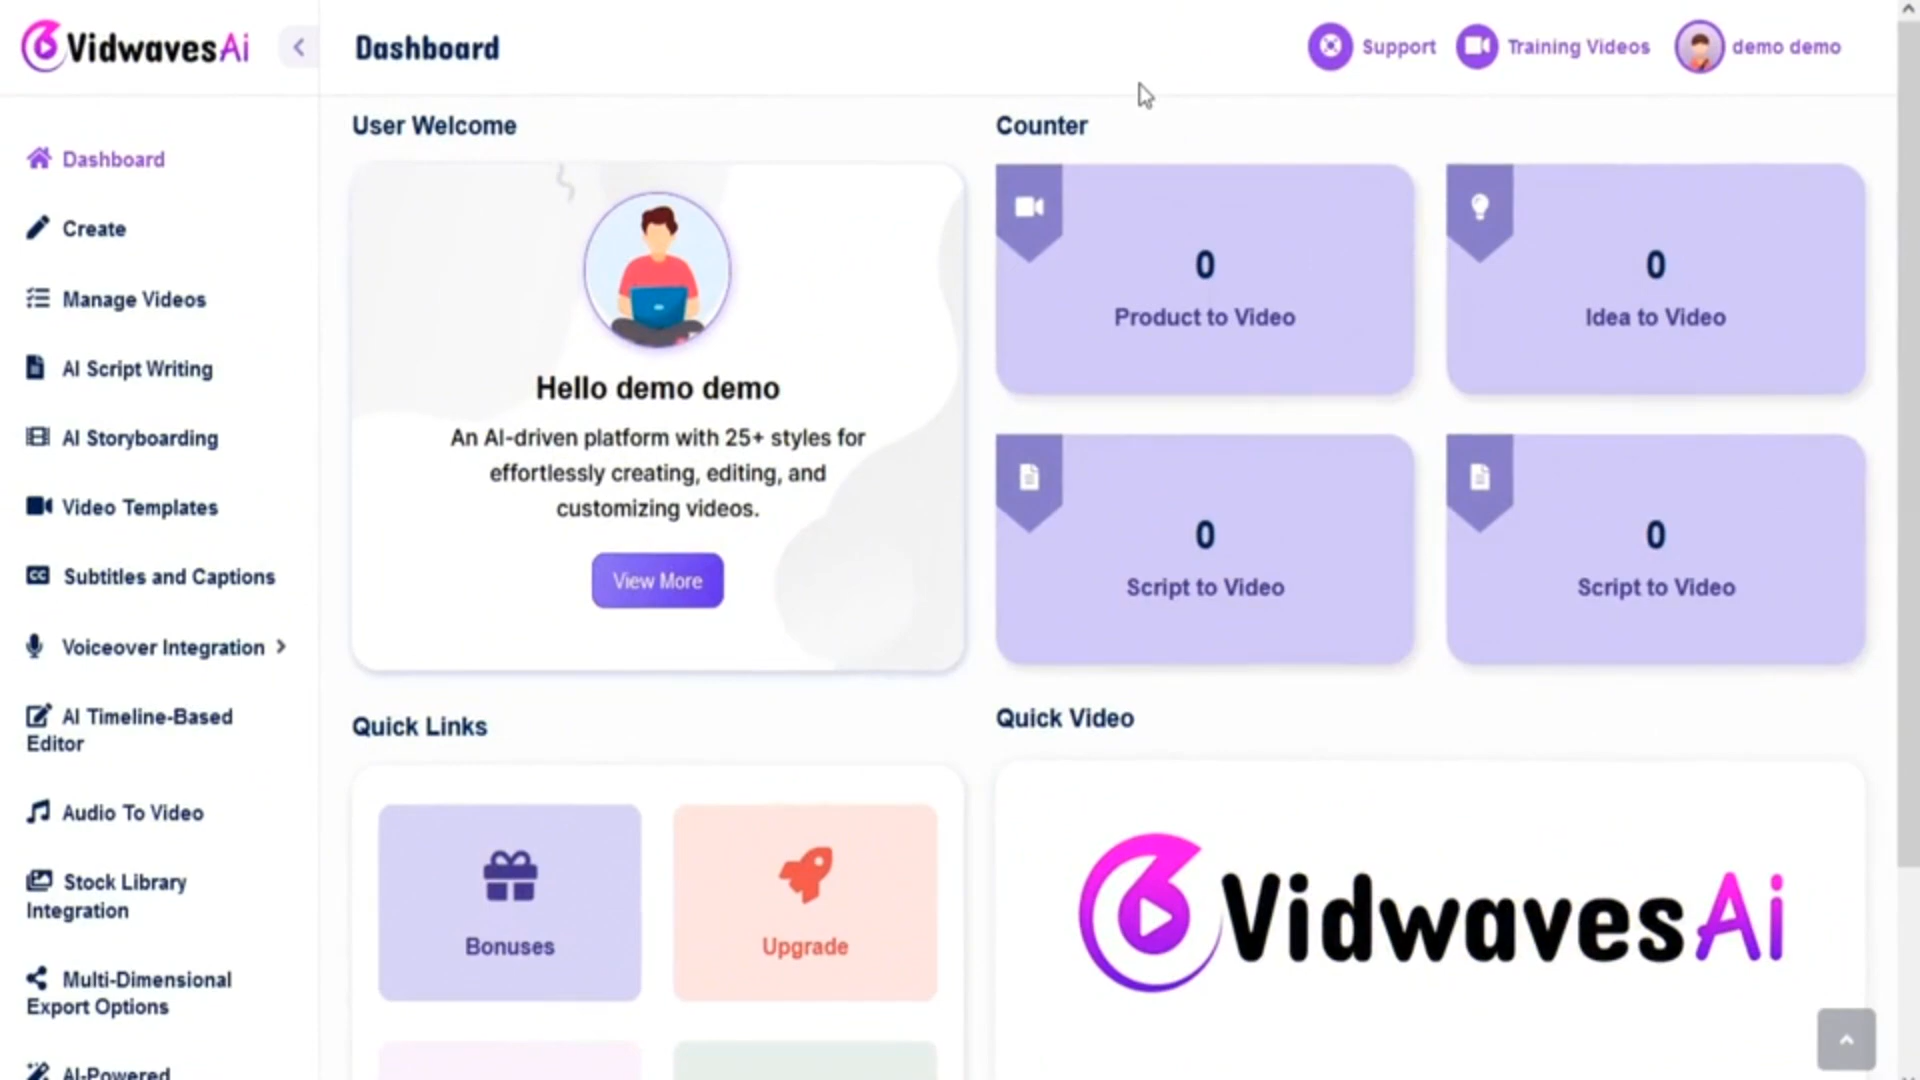 VidwavesAi
Dashboard
Support
Training Videos
demo demo
Dashboard
Create
Manage Videos
AI Script Writing
AI Storyboarding
Video Templates
CC Subtitles and Captions
Voiceover Integration
AI Timeline-Based
Editor
Audio To Video
Stock Library
Integration
Multi-Dimensional
Export Options
AI-Powered
User Welcome
Hello demo demo
An AI-driven platform with 25+ styles for
effortlessly creating, editing, and
customizing videos.
View More
Counter
0
Product to Video
0
Idea to Video
0
Script to Video
0
Script to Video
Quick Links
Bonuses
Upgrade
Quick Video
VidwavesAi